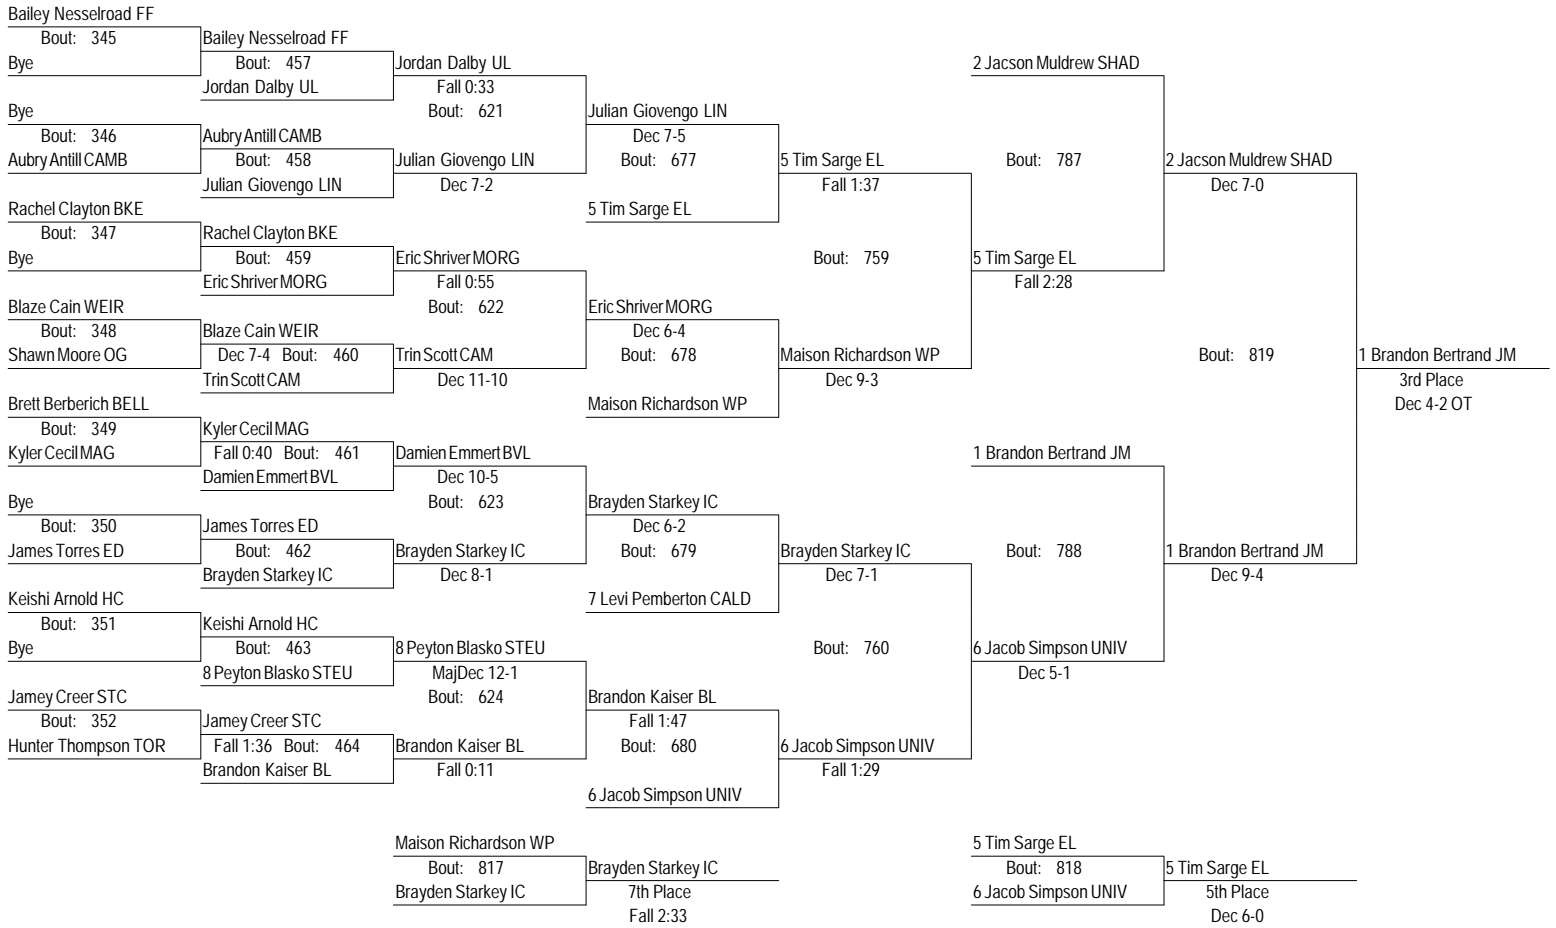 Bailey Nesselroad FF
Bout: 345
Bye
Bye
Bout: 346
Aubry Antill CAMB
Rachel Clayton BKE
Bout: 347
Bye
Blaze Cain WEIR
Bout: 348
Shawn Moore OG
Brett Berberich BELL
Bout: 349
Kyler Cecil MAG
Bye
Bout: 350
James Torres ED
Keishi Arnold HC
Bout: 351
Bye
Jamey Creer STC
Bout: 352
Hunter Thompson TOR
Bailey Nesselroad FF
Bout: 457
Jordan Dalby UL
Aubry Antill CAMB
Bout: 458
Julian Giovengo LIN
Rachel Clayton BKE
Bout: 459
Eric Shriver MORG
Blaze Cain WEIR
Dec 7-4 Bout: 460
Trin Scott CAM
Kyler Cecil MAG
Fall 0:40 Bout: 461
Damien Emmert BVL
James Torres ED
Bout: 462
Brayden Starkey IC
Keishi Arnold HC
Bout: 463
8 Peyton Blasko STEU
Jamey Creer STC
Fall 1:36 Bout: 464
Brandon Kaiser BL
Jordan Dalby UL
Fall 0:33
Bout: 621
Julian Giovengo LIN
Dec 7-2
Eric Shriver MORG
Fall 0:55
Bout: 622
Trin Scott CAM
Dec 11-10
Damien Emmert BVL
Dec 10-5
Bout: 623
Brayden Starkey IC
Dec 8-1
8 Peyton Blasko STEU
MajDec 12-1
Bout: 624
Brandon Kaiser BL
Fall 0:11
Julian Giovengo LIN
Dec 7-5
Bout: 677
5 Tim Sarge EL
Eric Shriver MORG
Dec 6-4
Bout: 678
Maison Richardson WP
Brayden Starkey IC
Dec 6-2
Bout: 679
7 Levi Pemberton CALD
Brandon Kaiser BL
Fall 1:47
Bout: 680
6 Jacob Simpson UNIV
5 Tim Sarge EL
Fall 1:37
Bout: 759
Maison Richardson WP
Dec 9-3
Brayden Starkey IC
Dec 7-1
Bout: 760
6 Jacob Simpson UNIV
Fall 1:29
2 Jacson Muldrew SHAD
Bout: 787
5 Tim Sarge EL
Fall 2:28
1 Brandon Bertrand JM
Bout: 788
6 Jacob Simpson UNIV
Dec 5-1
2 Jacson Muldrew SHAD
Dec 7-0
Bout: 819
1 Brandon Bertrand JM
Dec 9-4
1 Brandon Bertrand JM
3rd Place
Dec 4-2 OT
Maison Richardson WP
Bout: 817
Brayden Starkey IC
Brayden Starkey IC
7th Place
Fall 2:33
5 Tim Sarge EL
Bout: 818
6 Jacob Simpson UNIV
5 Tim Sarge EL
5th Place
Dec 6-0